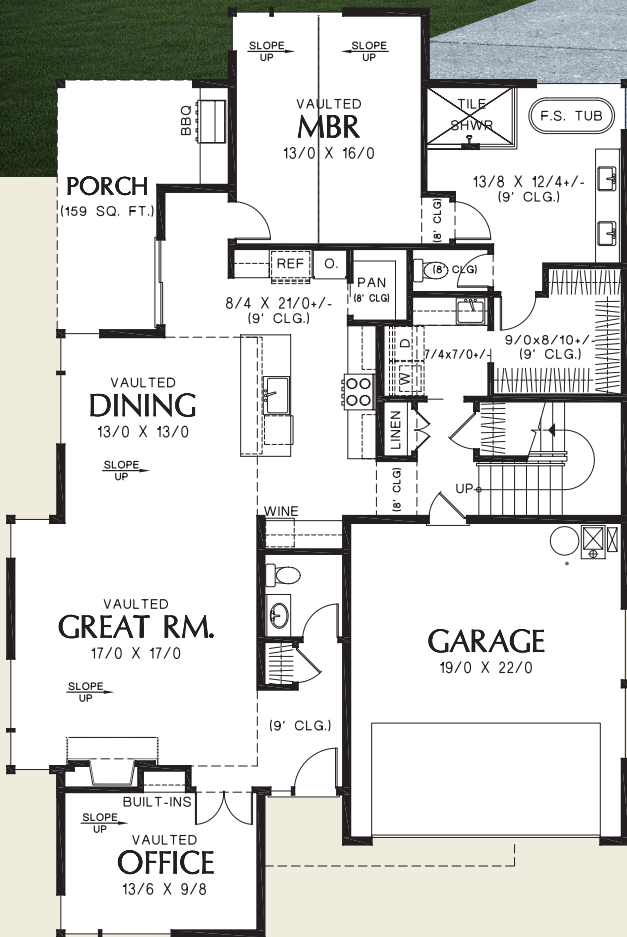 SLOPE
UP
SLOPE
UP
VAULTED
MBR
13/0 X 16/0
BBQ
TILE
SHWR
F.S. TUB
PORCH
(159 SQ. FT.)
13/8 X 12/4+/-
(9' CLG.)
(8' CLG)
REF
O.
PAN
(8' CLG)
(8' CLG)
8/4 X 21/0+/-
(9' CLG.)
D
W
7/4x7/0+/-
9/0x8/10+/-
(9' CLG.)
VAULTED
DINING
13/0 X 13/0
SLOPE
UP
LINEN
(8' CLG)
UP
WINE
VAULTED
GREAT RM.
17/0 X 17/0
SLOPE
UP
GARAGE
19/0 X 22/0
(9' CLG.)
BUILT-INS
SLOPE
UP
VAULTED
OFFICE
13/6 X 9/8